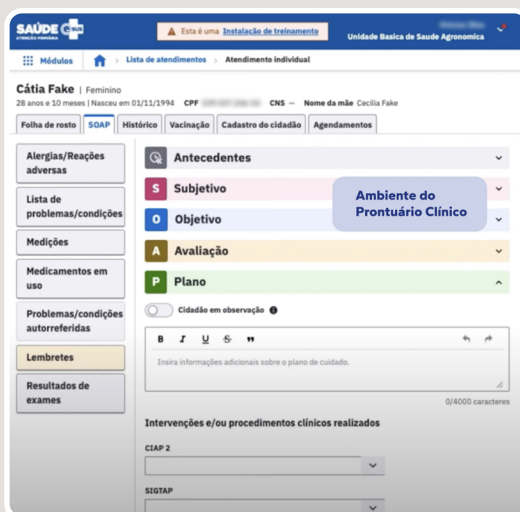 SAÚDE e-SUS
ATENÇÃO PRIMÁRIA
Esta é uma Instalação de treinamento
Unidade Basica de Saude Agronomica
Módulos
Lista de atendimentos
Atendimento individual
Cátia Fake | Feminino
28 anos e 10 meses | Nasceu em 01/11/1994 CPF CNS — Nome da mãe Cecilia Fake
Folha de rosto SOAP Histórico Vacinação Cadastro do cidadão Agendamentos
Alergias/Reações
adversas
Lista de
problemas/condições
Medições
Medicamentos em
uso
Problemas/condições
autorreferidas
Lembretes
Resultados de
exames
Antecedentes
S Subjetivo
O Objetivo
Ambiente do
Prontuário Clínico
A Avaliação
P Plano
Cidadão em observação
B I U S "
Insira informações adicionais sobre o plano de cuidado.
0/4000 caracteres
Intervenções e/ou procedimentos clínicos realizados
CIAP 2
SIGTAP